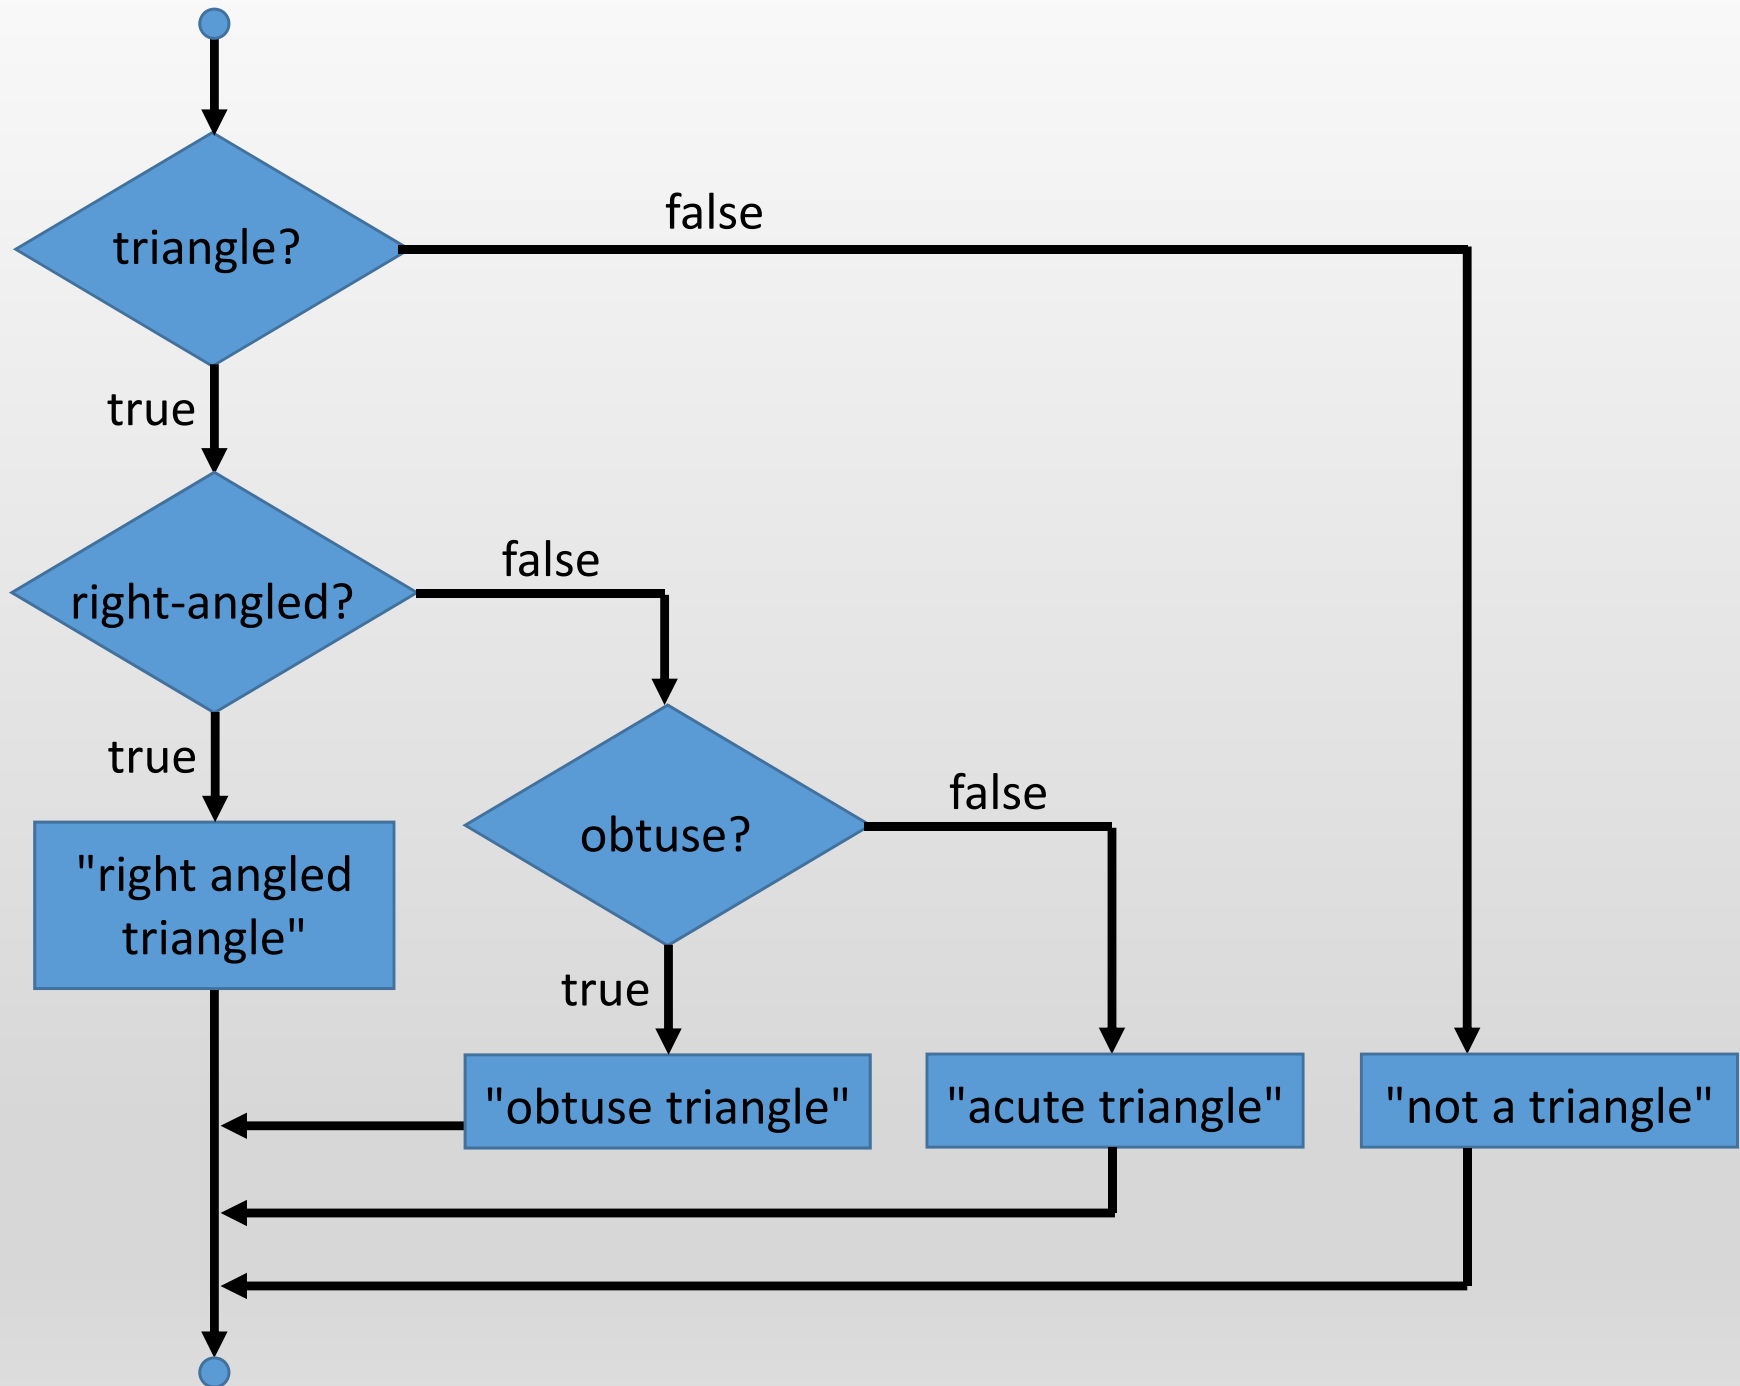 triangle?
false
true
right-angled?
false
true
"right angled
triangle"
obtuse?
false
true
"obtuse triangle"
"acute triangle"
"not a triangle"